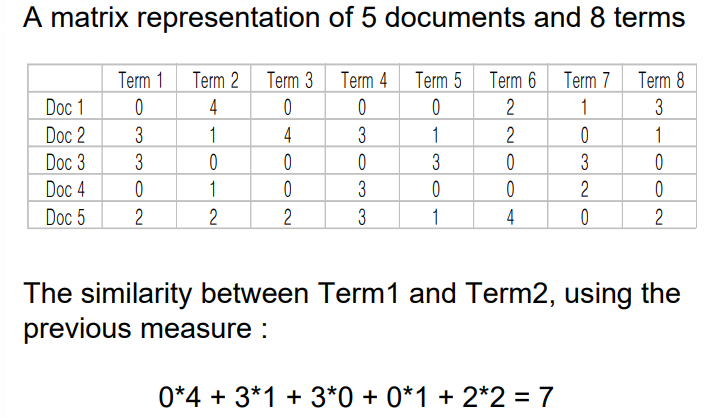 A matrix representation of 5 documents and 8 terms
Term 1 Term 2 Term 3 Term 4 Term 5 Term 6 Term 7 Term 8
Doc 1 0 4 0 0 0 2 1 3
Doc 2 3 1 4 3 1 2 0 1
Doc 3 3 0 0 0 3 0 3 0
Doc 4 0 1 0 3 0 0 2 0
Doc 5 2 2 2 3 1 4 0 2
The similarity between Term1 and Term2, using the
previous measure :
0*4 + 3*1 + 3*0 + 0*1 + 2*2 = 7